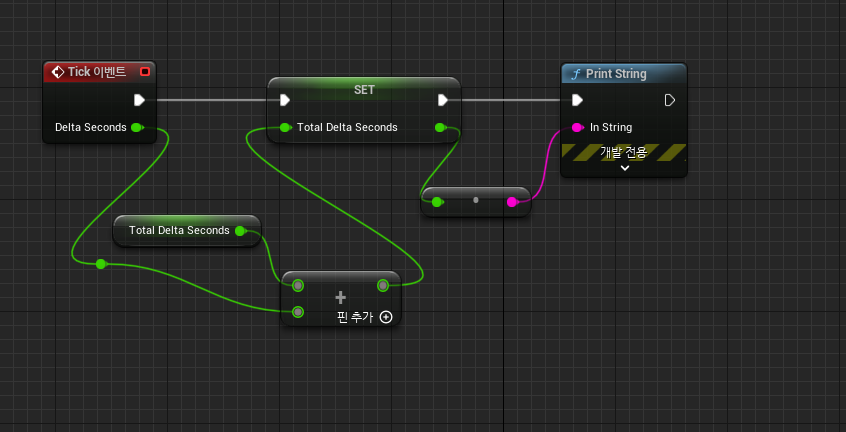 Tick 이벤트
Delta Seconds
SET
Total Delta Seconds
Print String
In String
개발 전용
Total Delta Seconds
핀 추가